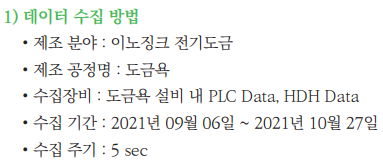 1) 데이터 수집 방법
• 제조 분야 : 이노징크 전기도금
• 제조 공정명 : 도금욕
• 수집장비 : 도금욕 설비 내 PLC Data, HDH Data
• 수집 기간 : 2021년 09월 06일 ~ 2021년 10월 27일
• 수집 주기 : 5 sec